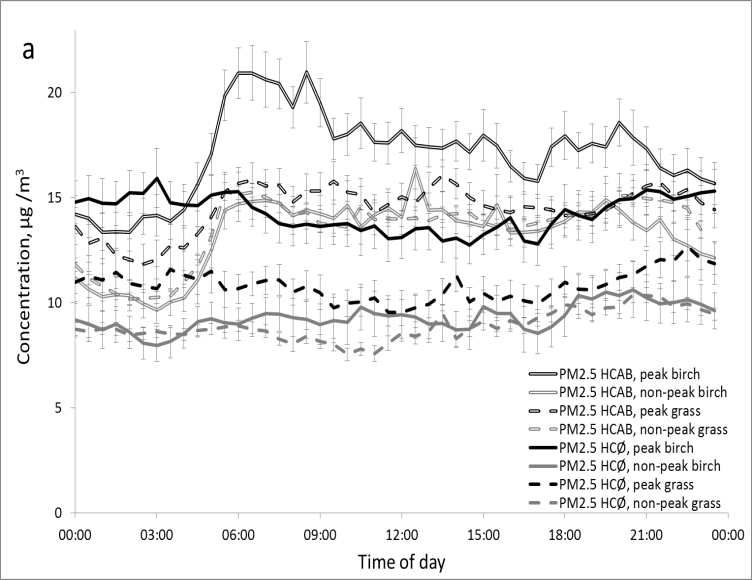 a
Concentration, µg /m³
20
15
10
5
0
PM2.5 HCAB, peak birch
PM2.5 HCAB, non-peak birch
PM2.5 HCAB, peak grass
PM2.5 HCAB, non-peak grass
PM2.5 HCØ, peak birch
PM2.5 HCØ, non-peak birch
PM2.5 HCØ, peak grass
PM2.5 HCØ, non-peak grass
00:00 03:00 06:00 09:00 12:00 15:00 18:00 21:00 00:00
Time of day